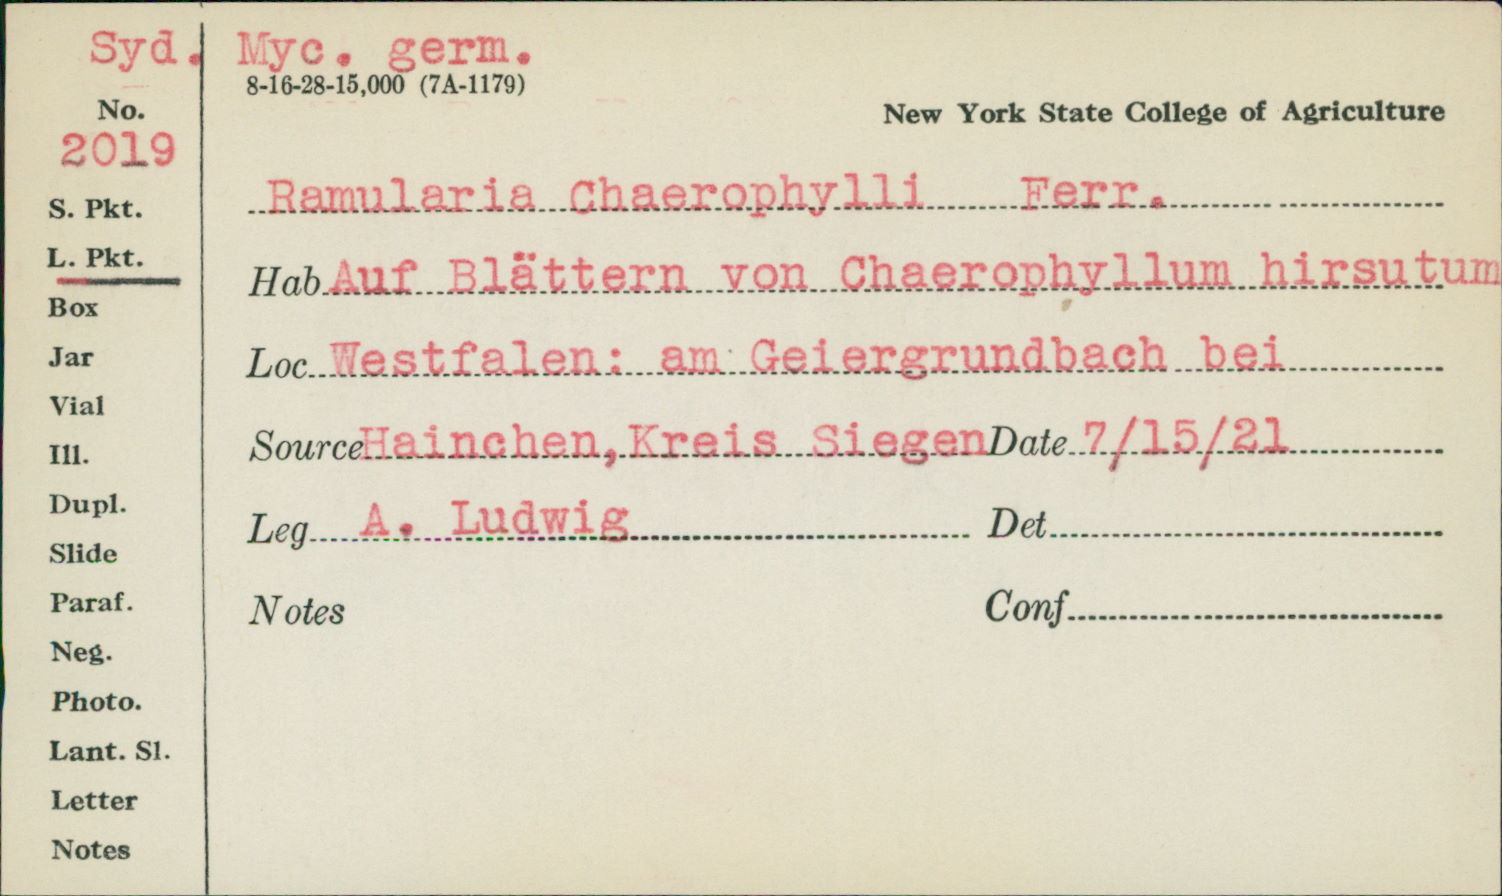 Syd. Myc. germ.
8-16-28-15,000 (7A-1179)
New York State College of Agriculture
No.
2019
S. Pkt.
L. Pkt.
Box
Jar
Vial
Ill.
Dupl.
Slide
Paraf.
Neg.
Photo.
Lant. Sl.
Letter
Notes
Ramularia Chaerophylli Ferr.
Hab. Auf Blättern von Chaerophyllum hirsutum
Loc. Westfalen: am Geiergrundbach bei
Source Hainchen, Kreis Siegen Date 7/15/21
Leg. A. Ludwig Det.
Notes Conf.